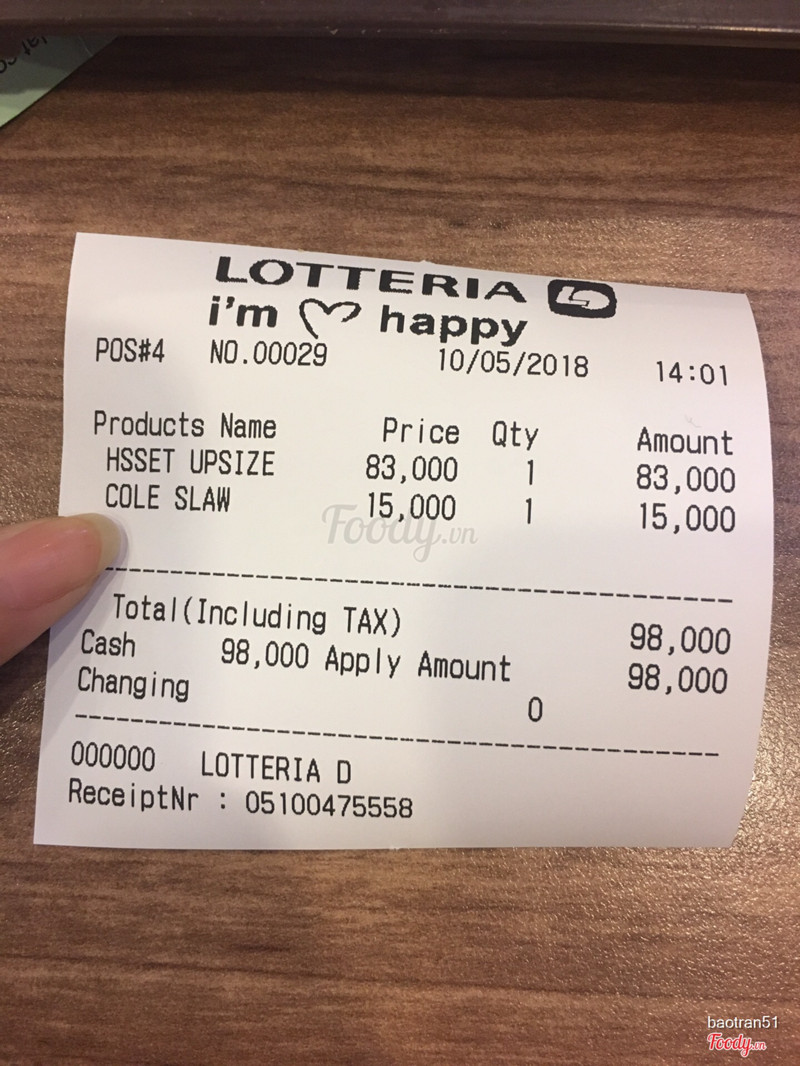 LOTTERIA
i'm happy
POS#4 NO.00029 10/05/2018 14:01
Products Name Price Qty Amount
HSSET UPSIZE 83,000 1 83,000
COLE SLAW 15,000 1 15,000
Foody.vn
Total(Including TAX) 98,000
Cash 98,000 Apply Amount 98,000
Changing 0
000000 LOTTERIA D
ReceiptNr : 05100475558
baotran51
Foody.vn